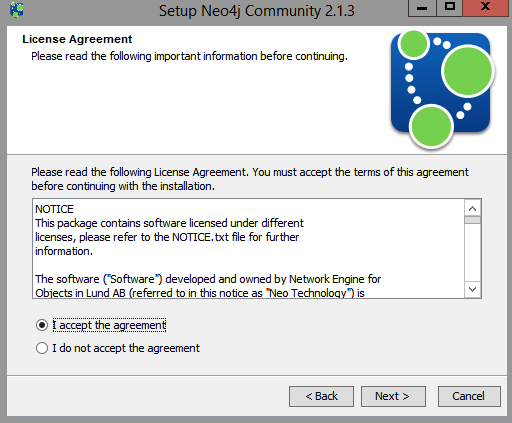 Setup Neo4j Community 2.1.3
License Agreement
Please read the following important information before continuing.
Please read the following License Agreement. You must accept the terms of this agreement
before continuing with the installation.
NOTICE
This package contains software licensed under different
licenses, please refer to the NOTICE.txt file for further
information.
The software ("Software") developed and owned by Network Engine for
Objects in Lund AB (referred to in this notice as "Neo Technology") is
I accept the agreement
I do not accept the agreement
< Back
Next >
Cancel